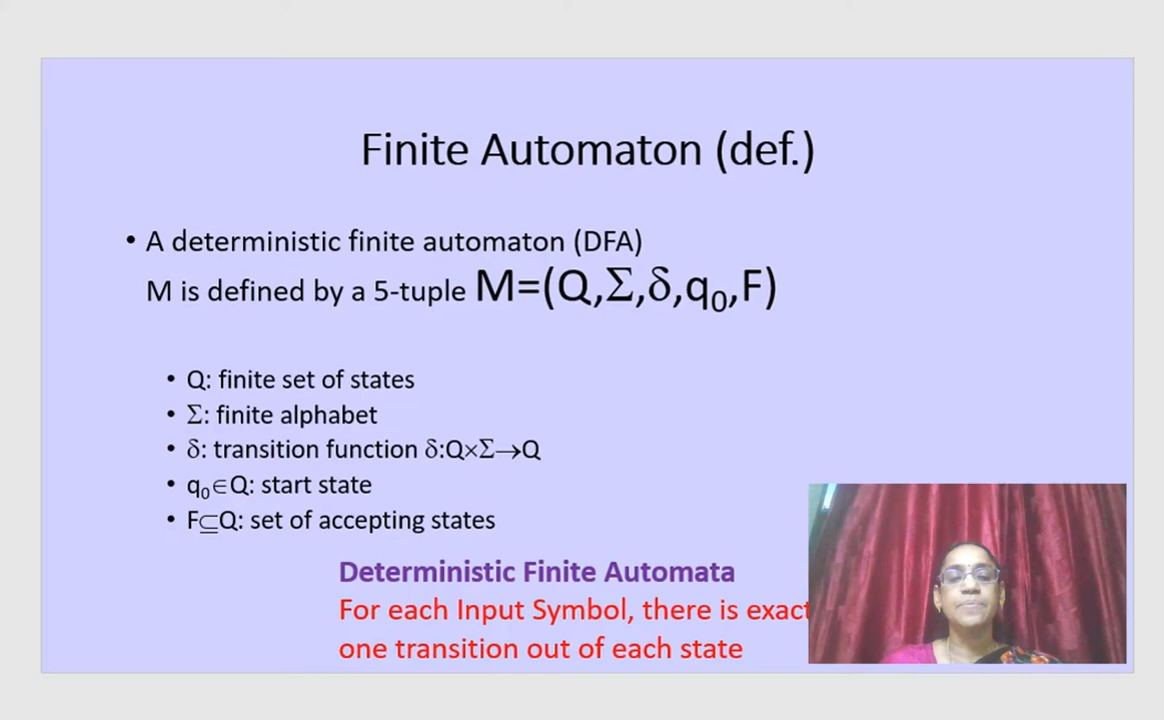 Finite Automaton (def.)
• A deterministic finite automaton (DFA)
M is defined by a 5-tuple M=(Q,Σ,δ,q₀,F)
• Q: finite set of states
• Σ: finite alphabet
• δ: transition function δ:Q×Σ→Q
• q₀∈Q: start state
• F⊆Q: set of accepting states
Deterministic Finite Automata
For each Input Symbol, there is exact
one transition out of each state